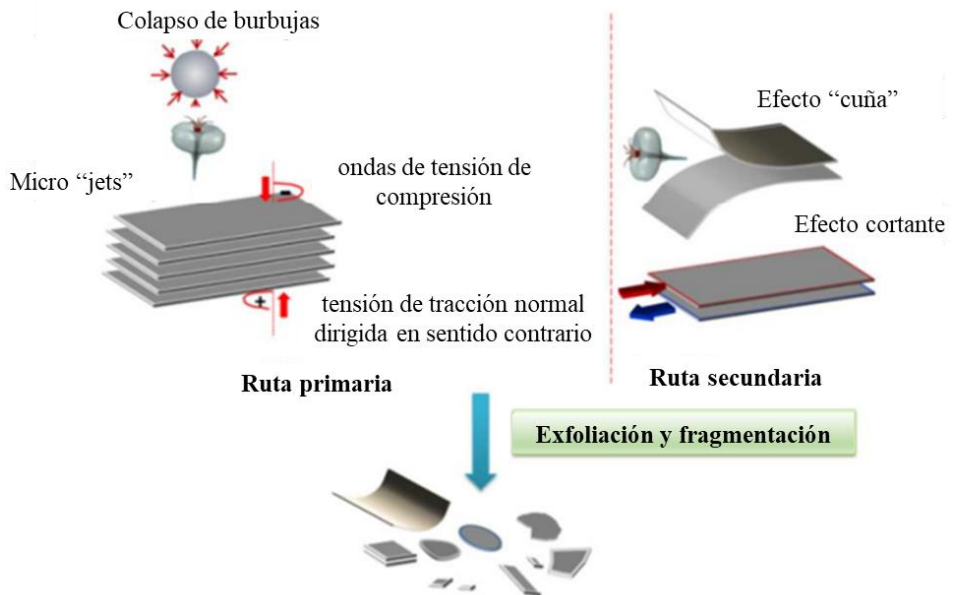 Colapso de burbujas
Micro “jets”
ondas de tensión de
compresión
tensión de tracción normal
dirigida en sentido contrario
Ruta primaria
Efecto “cuña”
Efecto cortante
Ruta secundaria
Exfoliación y fragmentación